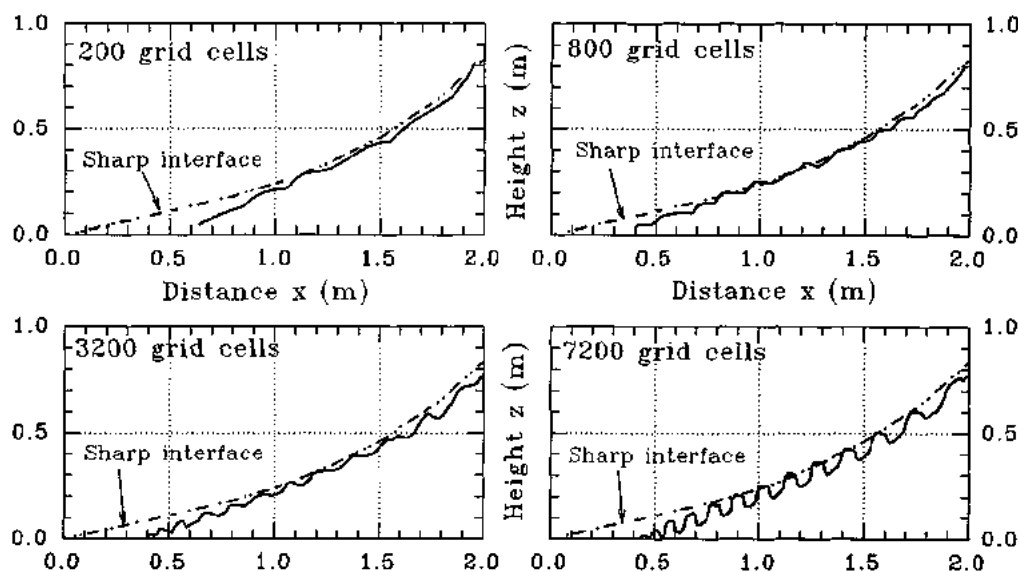 1.0
200 grid cells
0.5
Sharp interface
0.0
0.0 0.5 1.0 1.5 2.0
Distance x (m)
Height z (m)
800 grid cells
1.0
0.5
Sharp interface
0.0
0.0 0.5 1.0 1.5 2.0
Distance x (m)
1.0
3200 grid cells
0.5
Sharp interface
0.0
0.0 0.5 1.0 1.5 2.0
Height z (m)
7200 grid cells
1.0
0.5
Sharp interface
0.0
0.0 0.5 1.0 1.5 2.0